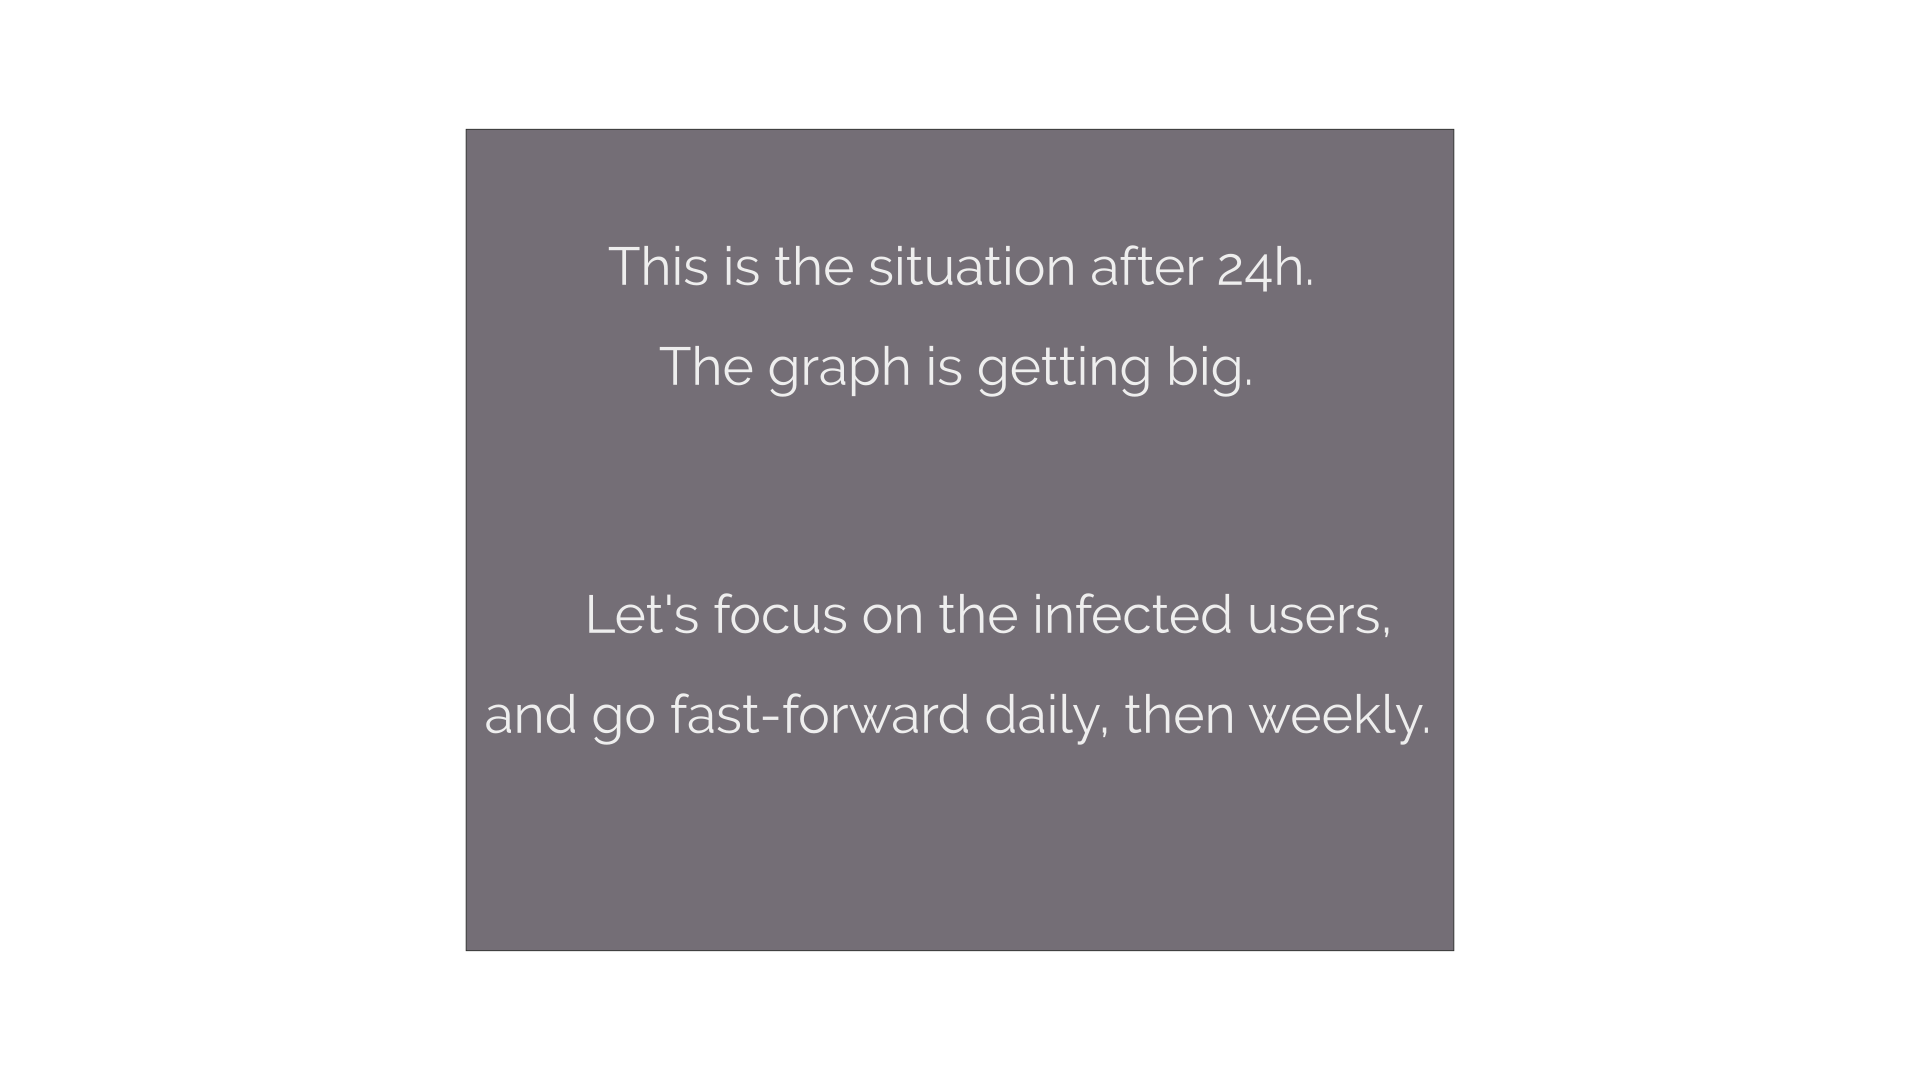 This is the situation after 24h.
The graph is getting big.
Let's focus on the infected users,
and go fast-forward daily, then weekly.